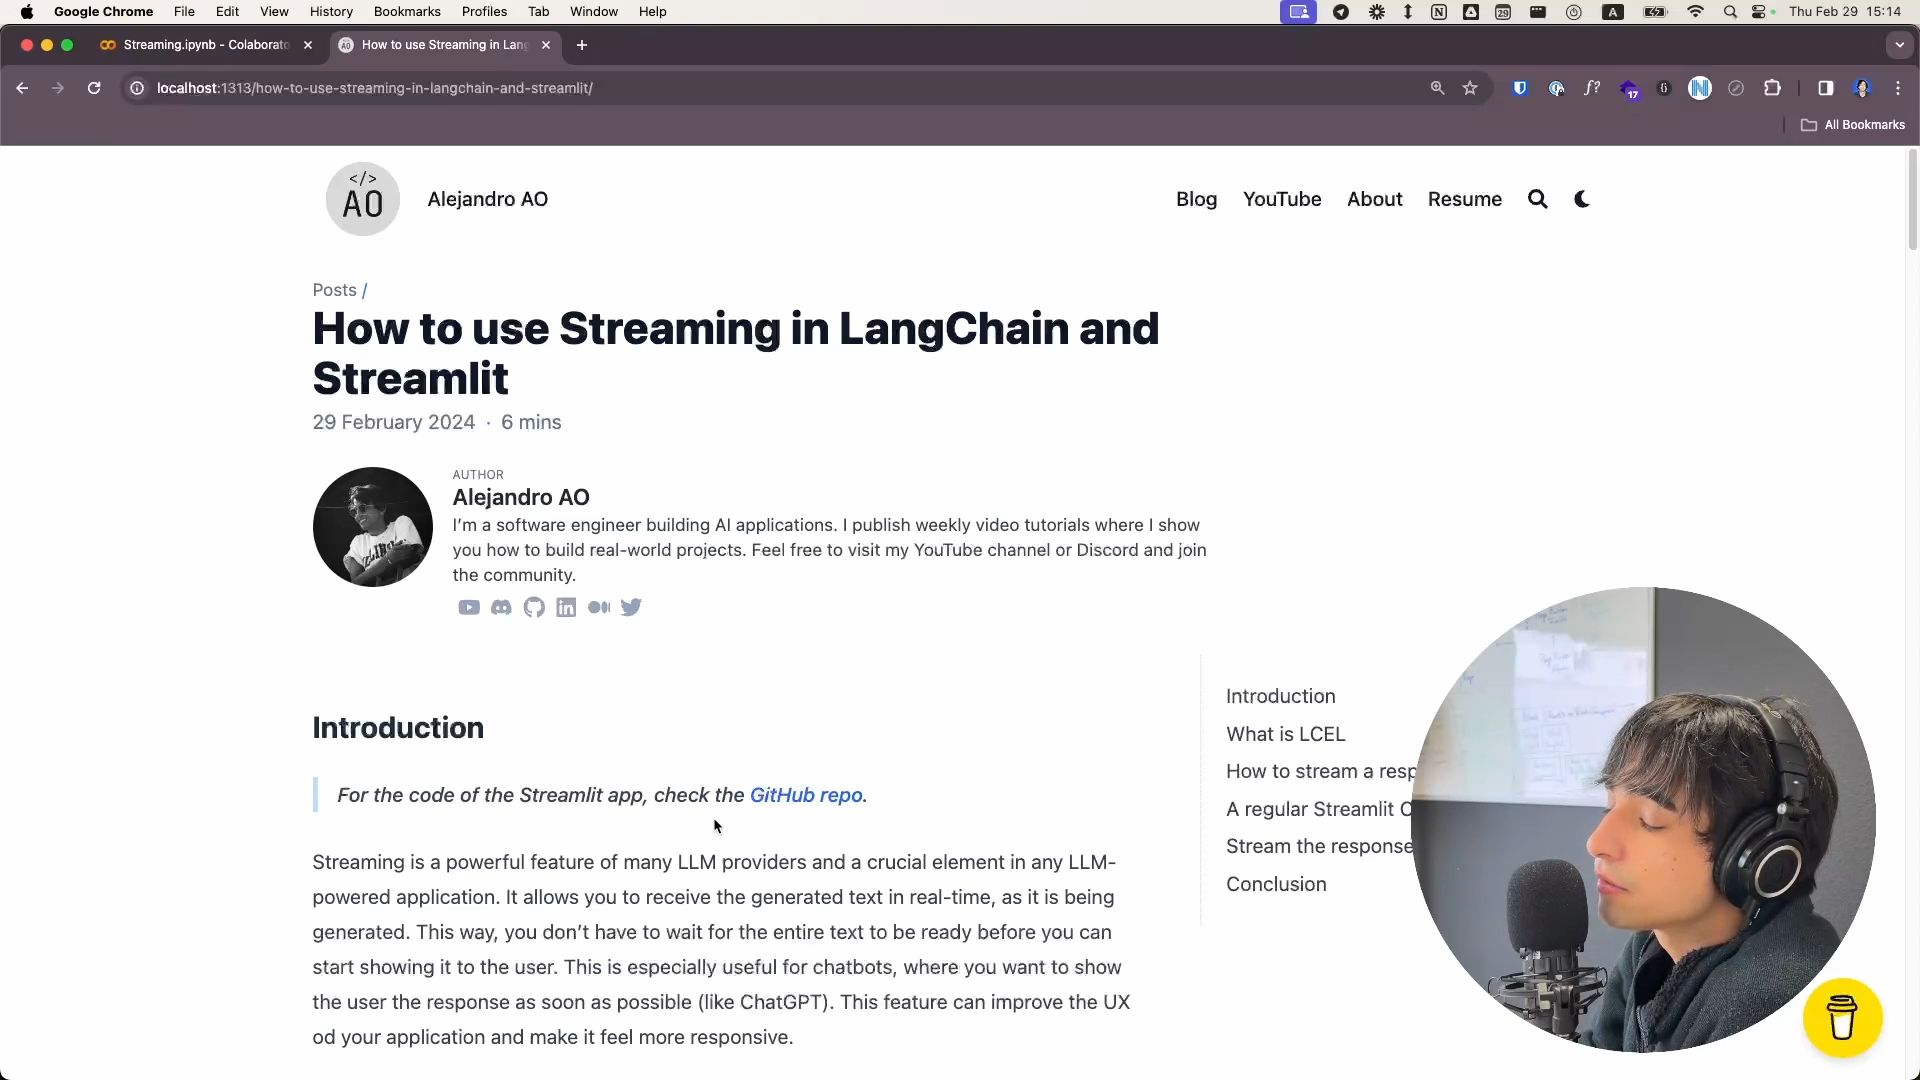 Google Chrome File Edit View History Bookmarks Profiles Tab Window Help
29 A Thu Feb 29 15:14
Streaming.ipynb - Colaborato
How to use Streaming in Lang
localhost:1313/how-to-use-streaming-in-langchain-and-streamlit/
17
All Bookmarks
</>
AO
Alejandro AO
Blog YouTube About Resume
Posts /
How to use Streaming in LangChain and
Streamlit
29 February 2024 · 6 mins
AUTHOR
Alejandro AO
I’m a software engineer building AI applications. I publish weekly video tutorials where I show
you how to build real-world projects. Feel free to visit my YouTube channel or Discord and join
the community.
Introduction
For the code of the Streamlit app, check the GitHub repo.
Streaming is a powerful feature of many LLM providers and a crucial element in any LLM-
powered application. It allows you to receive the generated text in real-time, as it is being
generated. This way, you don’t have to wait for the entire text to be ready before you can
start showing it to the user. This is especially useful for chatbots, where you want to show
the user the response as soon as possible (like ChatGPT). This feature can improve the UX
od your application and make it feel more responsive.
Introduction
What is LCEL
How to stream a resp
A regular Streamlit C
Stream the response
Conclusion